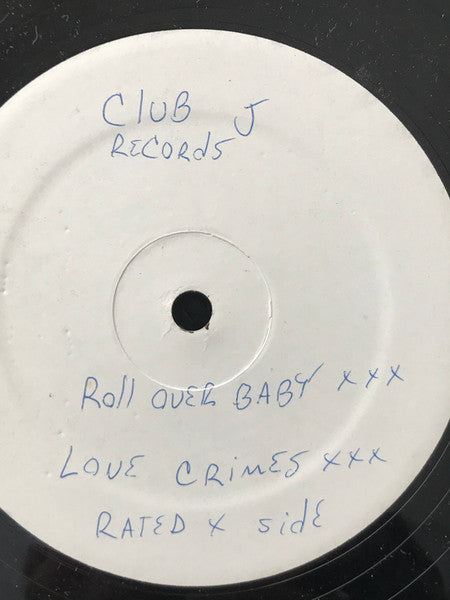 CluB J
RECORdS
Roll OVER BABY xxx
LOVE CRIMES xxx
RATED X SidE